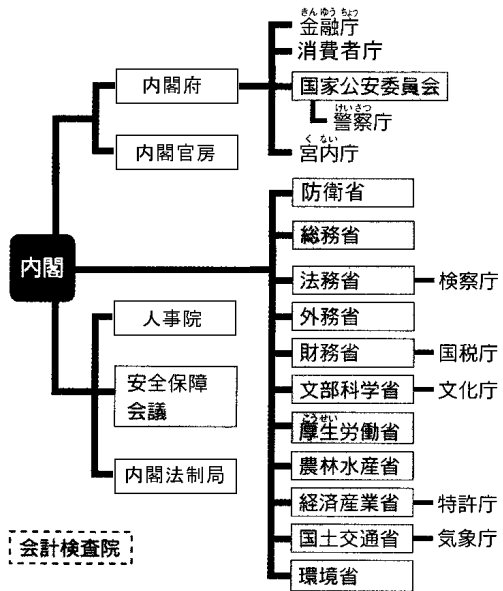 きんゆうちょう
金融庁
消費者庁
内閣府
国家公安委員会
けいさつ
警察庁
内閣官房
くない
宮内庁
防衛省
総務省
内閣
法務省
検察庁
人事院
外務省
財務省
国税庁
安全保障
会議
文部科学省
文化庁
こうせい
厚生労働省
内閣法制局
農林水産省
経済産業省
特許庁
会計検査院
国土交通省
気象庁
環境省